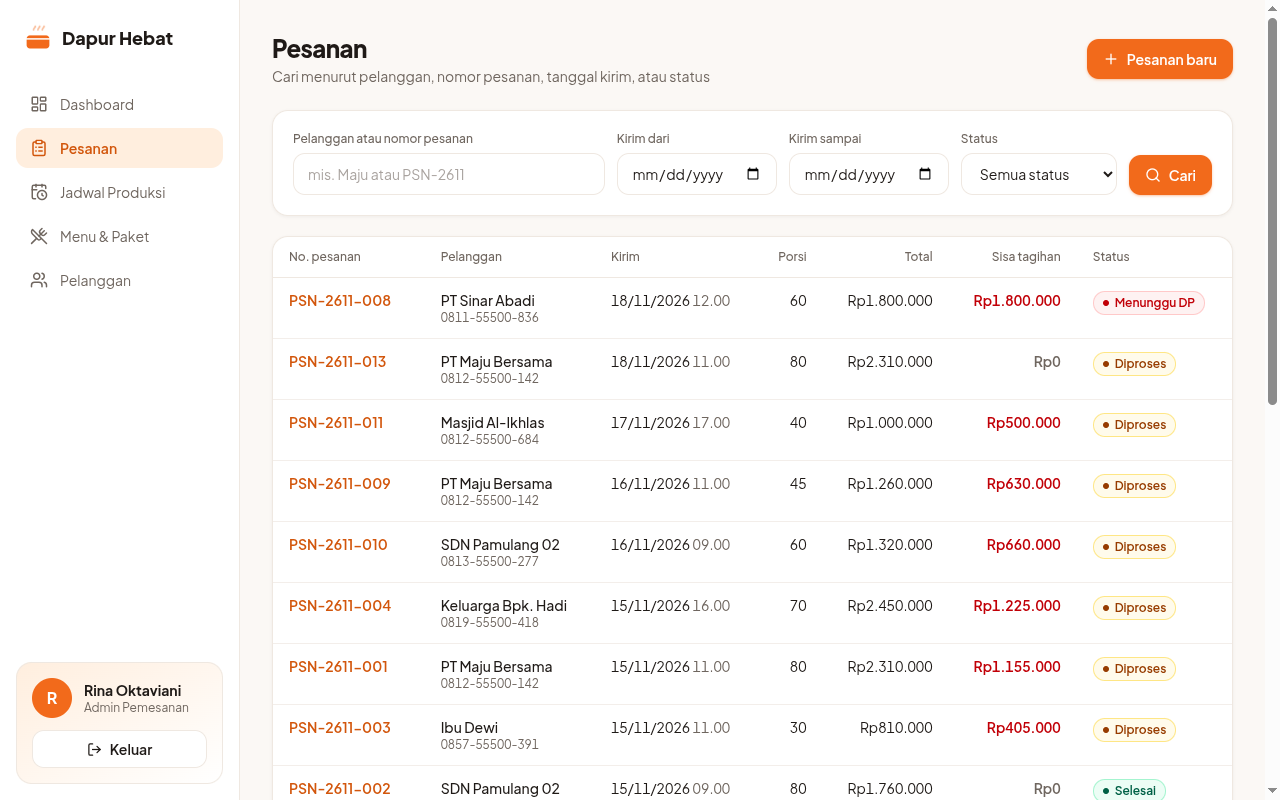 Dapur Hebat
Dashboard
Pesanan
Jadwal Produksi
Menu & Paket
Pelanggan
R
Rina Oktaviani
Admin Pemesanan
Keluar
Pesanan
Cari menurut pelanggan, nomor pesanan, tanggal kirim, atau status
Pesanan baru
Pelanggan atau nomor pesanan
Kirim dari
Kirim sampai
Status
mis. Maju atau PSN-2611
mm/dd/yyyy
mm/dd/yyyy
Semua status
Cari
No. pesanan Pelanggan Kirim Porsi Total Sisa tagihan Status
PSN-2611-008 PT Sinar Abadi 18/11/2026 12.00 60 Rp1.800.000 Rp1.800.000 Menunggu DP
0811-55500-836
PSN-2611-013 PT Maju Bersama 18/11/2026 11.00 80 Rp2.310.000 Rp0 Diproses
0812-55500-142
PSN-2611-011 Masjid Al-Ikhlas 17/11/2026 17.00 40 Rp1.000.000 Rp500.000 Diproses
0812-55500-684
PSN-2611-009 PT Maju Bersama 16/11/2026 11.00 45 Rp1.260.000 Rp630.000 Diproses
0812-55500-142
PSN-2611-010 SDN Pamulang 02 16/11/2026 09.00 60 Rp1.320.000 Rp660.000 Diproses
0813-55500-277
PSN-2611-004 Keluarga Bpk. Hadi 15/11/2026 16.00 70 Rp2.450.000 Rp1.225.000 Diproses
0819-55500-418
PSN-2611-001 PT Maju Bersama 15/11/2026 11.00 80 Rp2.310.000 Rp1.155.000 Diproses
0812-55500-142
PSN-2611-003 Ibu Dewi 15/11/2026 11.00 30 Rp810.000 Rp405.000 Diproses
0857-55500-391
PSN-2611-002 SDN Pamulang 02 15/11/2026 09.00 80 Rp1.760.000 Rp0 Selesai